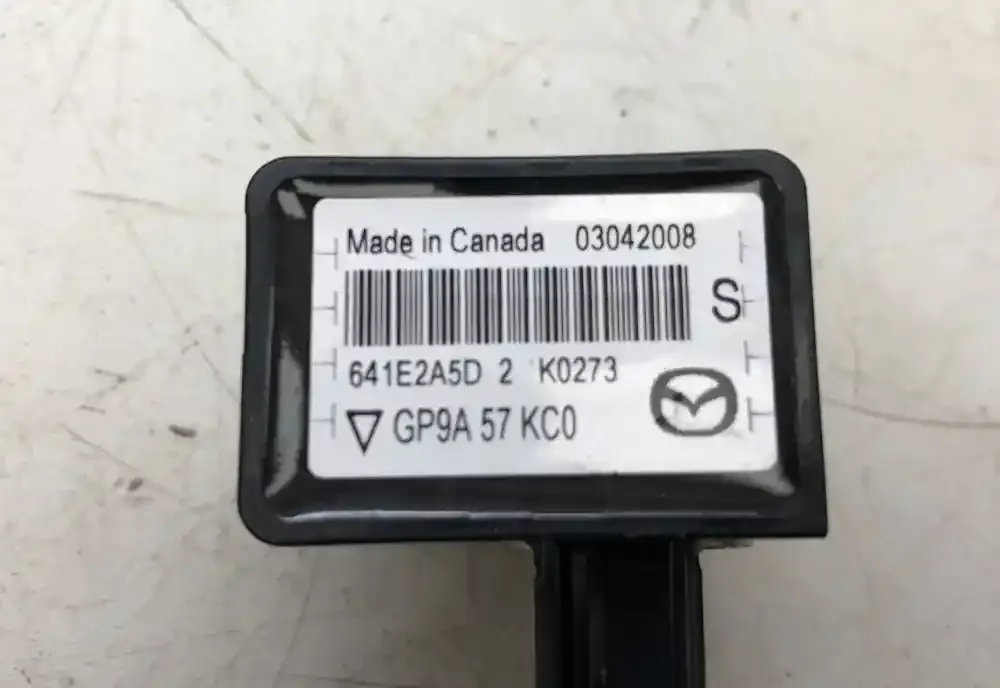 Made in Canada 03042008
S
641E2A5D 2 K0273
▽ GP9A 57 KC0